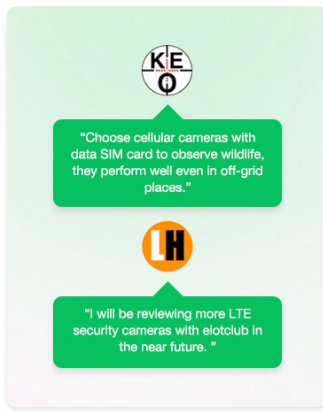 KE
O
“Choose cellular cameras with
data SIM card to observe wildlife,
they perform well even in off-grid
places.”
LH
“I will be reviewing more LTE
security cameras with eiotclub in
the near future. ”